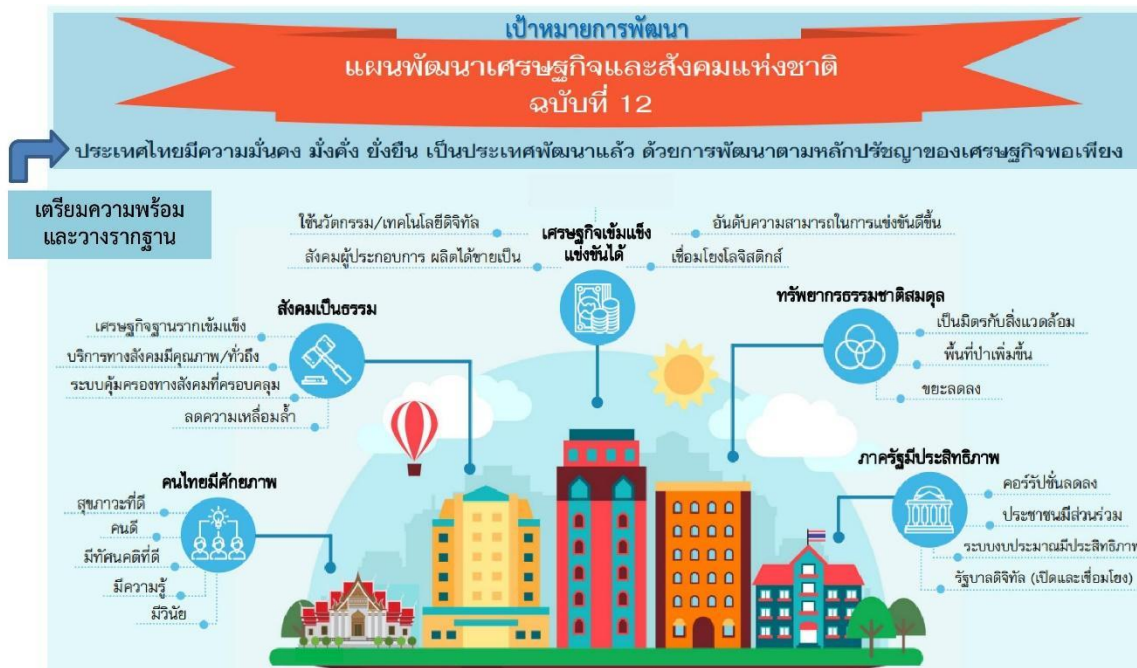 เป้าหมายการพัฒนา
แผนพัฒนาเศรษฐกิจและสังคมแห่งชาติ
ฉบับที่ 12
ประเทศไทยมีความมั่นคง มั่งคั่ง ยั่งยืน เป็นประเทศพัฒนาแล้ว ด้วยการพัฒนาตามหลักปรัชญาของเศรษฐกิจพอเพียง
เตรียมความพร้อม
และวางรากฐาน
เศรษฐกิจเข้มแข็ง
แข่งขันได้
ใช้นวัตกรรม/เทคโนโลยีดิจิทัล
สังคมผู้ประกอบการ ผลิตได้ขายเป็น
อันดับความสามารถในการแข่งขันดีขึ้น
เชื่อมโยงโลจิสติกส์
สังคมเป็นธรรม
เศรษฐกิจฐานรากเข้มแข็ง
บริการทางสังคมมีคุณภาพ/ทั่วถึง
ระบบคุ้มครองทางสังคมที่ครอบคลุม
ลดความเหลื่อมล้ำ
ทรัพยากรธรรมชาติสมดุล
เป็นมิตรกับสิ่งแวดล้อม
พื้นที่ป่าเพิ่มขึ้น
ขยะลดลง
คนไทยมีศักยภาพ
สุขภาวะที่ดี
คนดี
มีทัศนคติที่ดี
มีความรู้
มีวินัย
ภาครัฐมีประสิทธิภาพ
คอร์รัปชั่นลดลง
ประชาชนมีส่วนร่วม
ระบบงบประมาณมีประสิทธิภาพ
รัฐบาลดิจิทัล (เปิดและเชื่อมโยง)